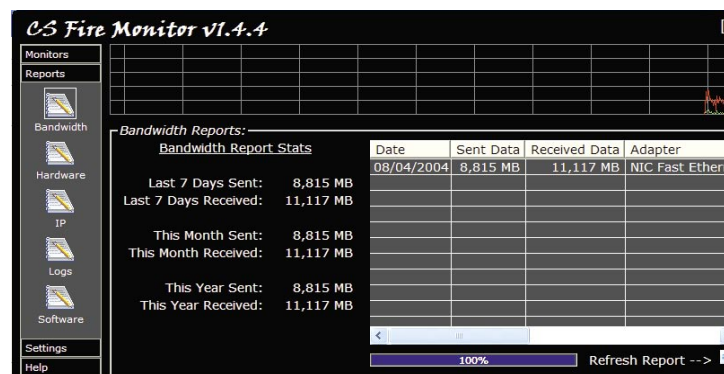 CS Fire Monitor v1.4.4
Monitors
Reports
Bandwidth
Hardware
IP
Logs
Software
Settings
Help
Bandwidth Reports:
Bandwidth Report Stats
Last 7 Days Sent: 8,815 MB
Last 7 Days Received: 11,117 MB
This Month Sent: 8,815 MB
This Month Received: 11,117 MB
This Year Sent: 8,815 MB
This Year Received: 11,117 MB
Date Sent Data Received Data Adapter
08/04/2004 8,815 MB 11,117 MB NIC Fast Ether
100% Refresh Report -->